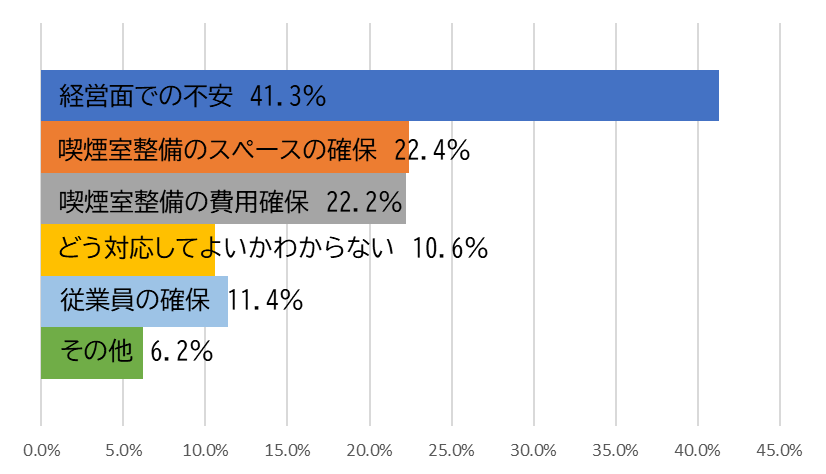 経営面での不安 41.3%
喫煙室整備のスペースの確保 22.4%
喫煙室整備の費用確保 22.2%
どう対応してよいかわからない 10.6%
従業員の確保 11.4%
その他 6.2%
0.0% 5.0% 10.0% 15.0% 20.0% 25.0% 30.0% 35.0% 40.0% 45.0%